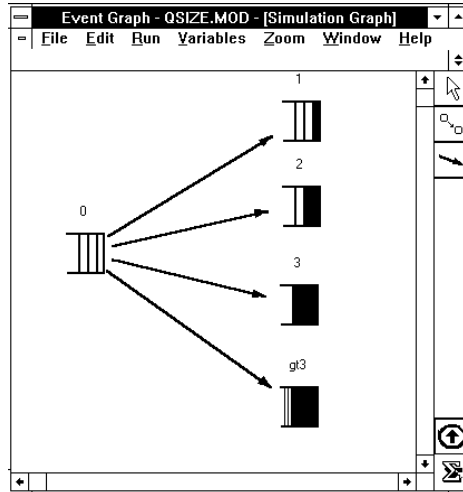 Event Graph - QSIZE.MOD - [Simulation Graph]
File Edit Run Variables Zoom Window Help
1
2
0
3
gt3